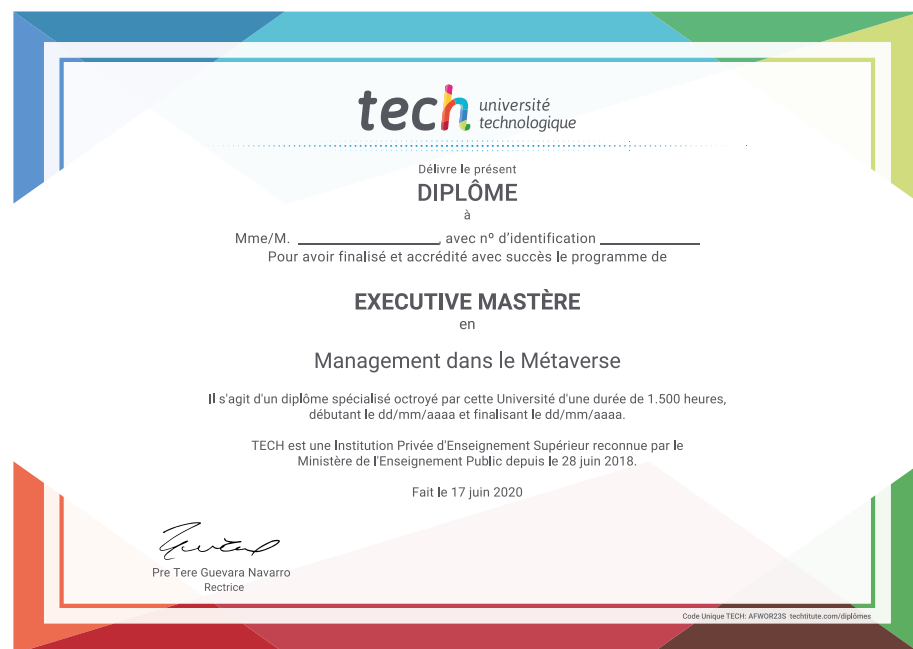 tech université
technologique
Délivre le présent
DIPLÔME
à
Mme/M. ____________________, avec nº d'identification ______________
Pour avoir finalisé et accrédité avec succès le programme de
EXECUTIVE MASTÈRE
en
Management dans le Métaverse
Il s'agit d'un diplôme spécialisé octroyé par cette Université d'une durée de 1.500 heures,
débutant le dd/mm/aaaa et finalisant le dd/mm/aaaa.
TECH est une Institution Privée d'Enseignement Supérieur reconnue par le
Ministère de l'Enseignement Public depuis le 28 juin 2018.
Fait le 17 juin 2020
Pre Tere Guevara Navarro
Rectrice
Code Unique TECH: AFWOR23S techtitute.com/diplômes